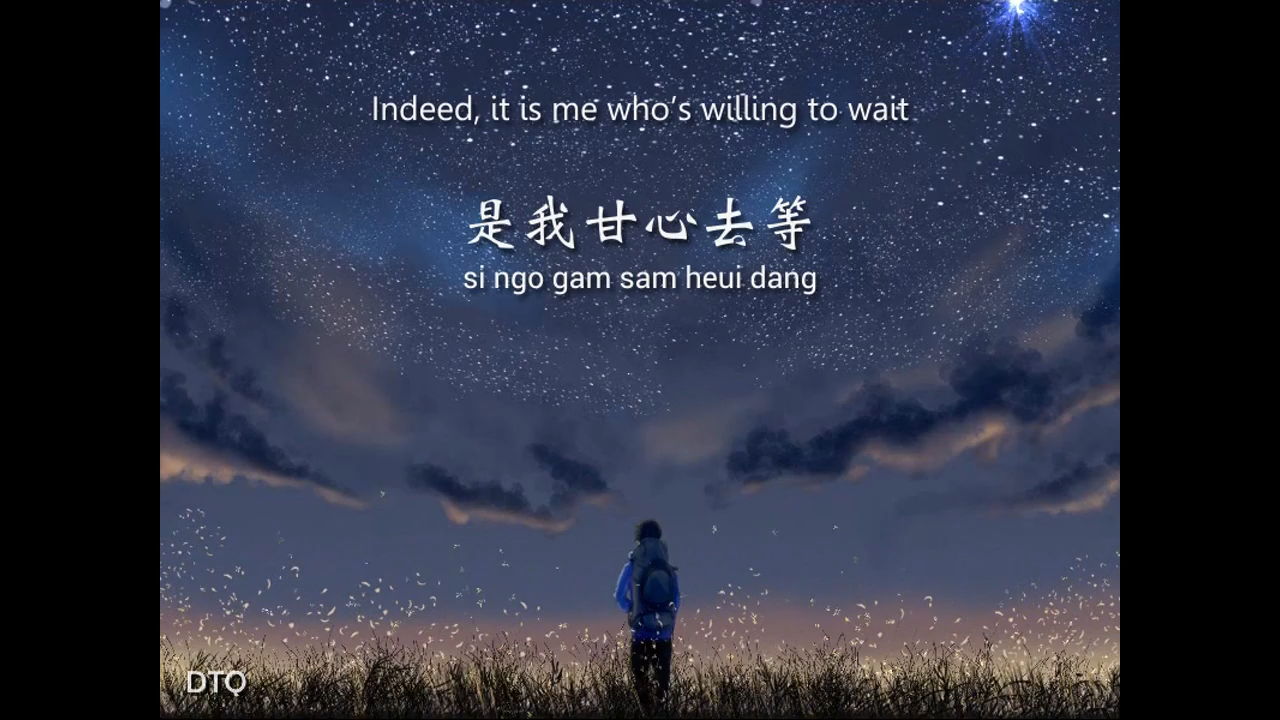 Indeed, it is me who's willing to wait
是我甘心去等
si ngo gam sam heui dang
DTQ